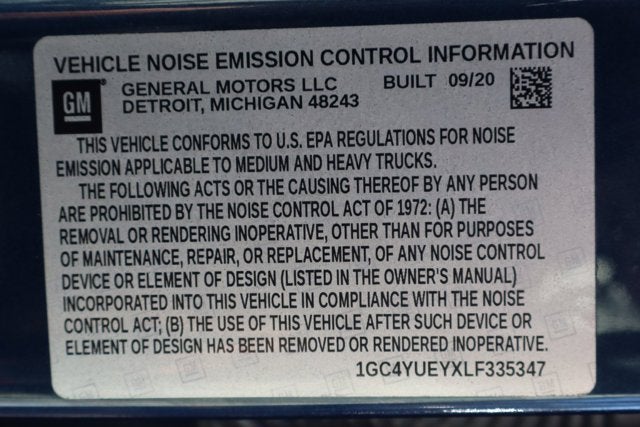 VEHICLE NOISE EMISSION CONTROL INFORMATION
GM GENERAL MOTORS LLC BUILT 09/20
DETROIT, MICHIGAN 48243
THIS VEHICLE CONFORMS TO U.S. EPA REGULATIONS FOR NOISE
EMISSION APPLICABLE TO MEDIUM AND HEAVY TRUCKS.
THE FOLLOWING ACTS OR THE CAUSING THEREOF BY ANY PERSON
ARE PROHIBITED BY THE NOISE CONTROL ACT OF 1972: (A) THE
REMOVAL OR RENDERING INOPERATIVE, OTHER THAN FOR PURPOSES
OF MAINTENANCE, REPAIR, OR REPLACEMENT, OF ANY NOISE CONTROL
DEVICE OR ELEMENT OF DESIGN (LISTED IN THE OWNER'S MANUAL)
INCORPORATED INTO THIS VEHICLE IN COMPLIANCE WITH THE NOISE
CONTROL ACT; (B) THE USE OF THIS VEHICLE AFTER SUCH DEVICE OR
ELEMENT OF DESIGN HAS BEEN REMOVED OR RENDERED INOPERATIVE.
1GC4YUEYXLF335347